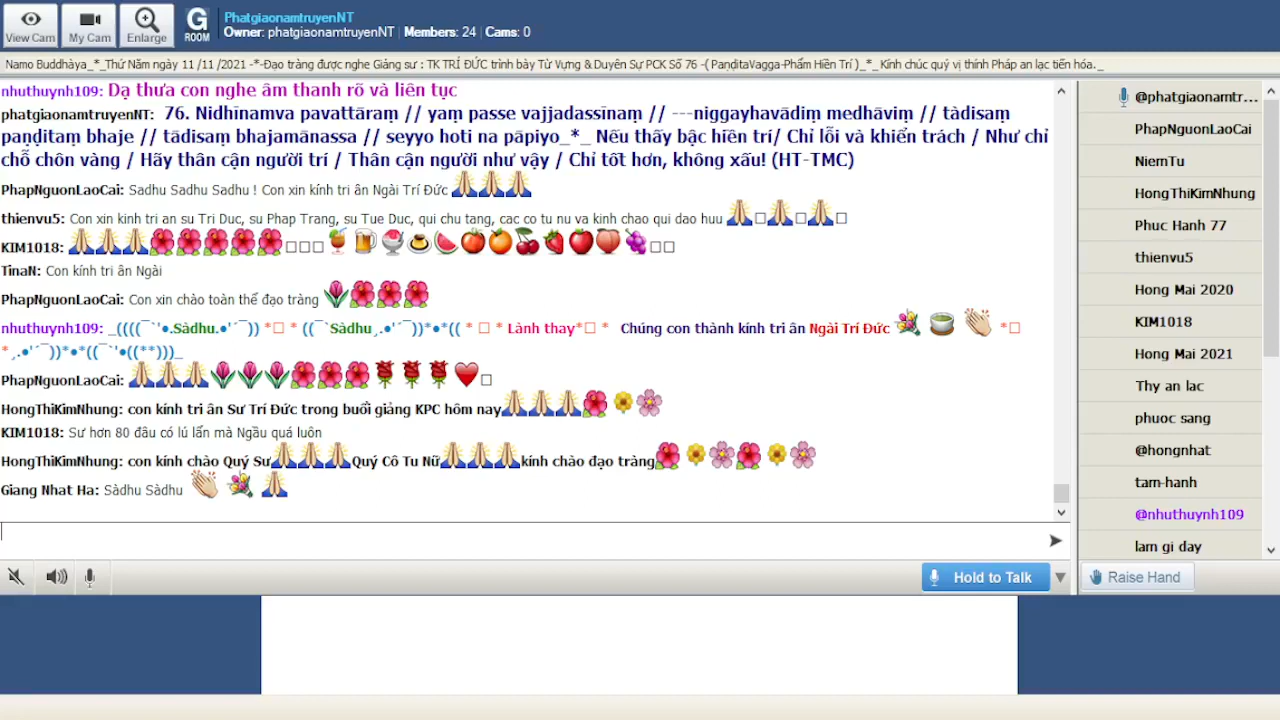 View Cam
My Cam
Enlarge
G
ROOM
PhatgiaonamtruyenNT
Owner: phatgiaonamtruyenNT | Members: 24 | Cams: 0
Namo Buddhàya_*_Thứ Năm ngày 11 /11 /2021 -*-Đạo tràng được nghe Giảng sư : TK TRÍ ĐỨC trình bày Từ Vựng & Duyên Sự PCK Số 76 -( PaṇḍitaVagga-Phẩm Hiền Trí )_*_ Kính chúc quý vị thính Pháp an lạc tiến hóa._
nhuthuynh109: Dạ thưa con nghe âm thanh rõ và liên tục
phatgiaonamtruyenNT: 76. Nidhīnamva pavattāraṃ // yaṃ passe vajjadassīnaṃ // ---niggayhavādiṃ medhāviṃ // tàdisaṃ
paṇḍitaṃ bhaje // tādisaṃ bhajamānassa // seyyo hoti na pāpiyo_*_ Nếu thấy bậc hiền trí/ Chỉ lỗi và khiển trách / Như chỉ
chỗ chôn vàng / Hãy thân cận người trí / Thân cận người như vậy / Chỉ tốt hơn, không xấu! (HT-TMC)
PhapNguonLaoCai: Sadhu Sadhu Sadhu ! Con xin kính tri ân Ngài Trí Đức 🙏🙏🙏
thienvu5: Con xin kinh tri an su Tri Duc, su Phap Trang, su Tue Duc, qui chu tang, cac co tu nu va kinh chao qui dao huu 🙏□🙏□🙏□
KIM1018: 🙏🙏🙏🌺🌺🌺🌺🌺□□□🍹🍺🍨🍮🍉🍅🍊🍒🍓🍎🍑🍇□□
TinaN: Con kính tri ân Ngài
PhapNguonLaoCai: Con xin chào toàn thể đạo tràng 🌷🌺🌺🌺
nhuthuynh109: _((((¯`'•.Sàdhu.•'´¯)) *□ * ((¯`Sàdhu¸.•'´¯))*•*(( * □ * Lành thay*□ * Chúng con thành kính tri ân Ngài Trí Đức 💐 🍵 👏 *□
*¸.•'´¯))*•*((¯`'•((**)))_
PhapNguonLaoCai: 🙏🙏🙏🌷🌷🌷🌺🌺🌺🌹🌹🌹❤□
HongThiKimNhung: con kính tri ân Sư Trí Đức trong buổi giảng KPC hôm nay🙏🙏🙏🌺🌼🌸
KIM1018: Sư hơn 80 đâu có lú lẩn mà Ngầu quá luôn
HongThiKimNhung: con kính chào Quý Sư🙏🙏🙏Quý Cô Tu Nữ🙏🙏🙏kính chào đạo tràng🌺🌼🌸🌺🌼🌸
Giang Nhat Ha: Sàdhu Sàdhu 👏 💐 🙏
Hold to Talk
@phatgiaonamtr...
PhapNguonLaoCai
NiemTu
HongThiKimNhung
Phuc Hanh 77
thienvu5
Hong Mai 2020
KIM1018
Hong Mai 2021
Thy an lac
phuoc sang
@hongnhat
tam-hanh
@nhuthuynh109
lam gi day
Raise Hand